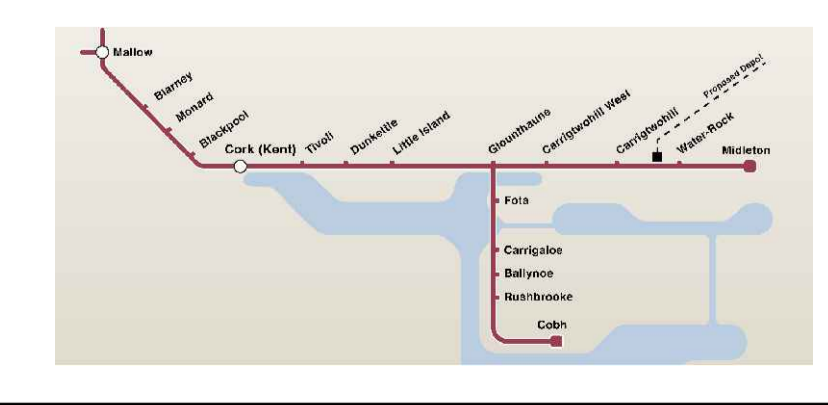 Mallow
Blarney
Monard
Blackpool
Cork (Kent)
Tivoli
Dunkettle
Little Island
Glounthaune
Carrigtwohill West
Carrigtwohill
Proposed Depot
Water-Rock
Midleton
Fota
Carrigaloe
Ballynoe
Rushbrooke
Cobh